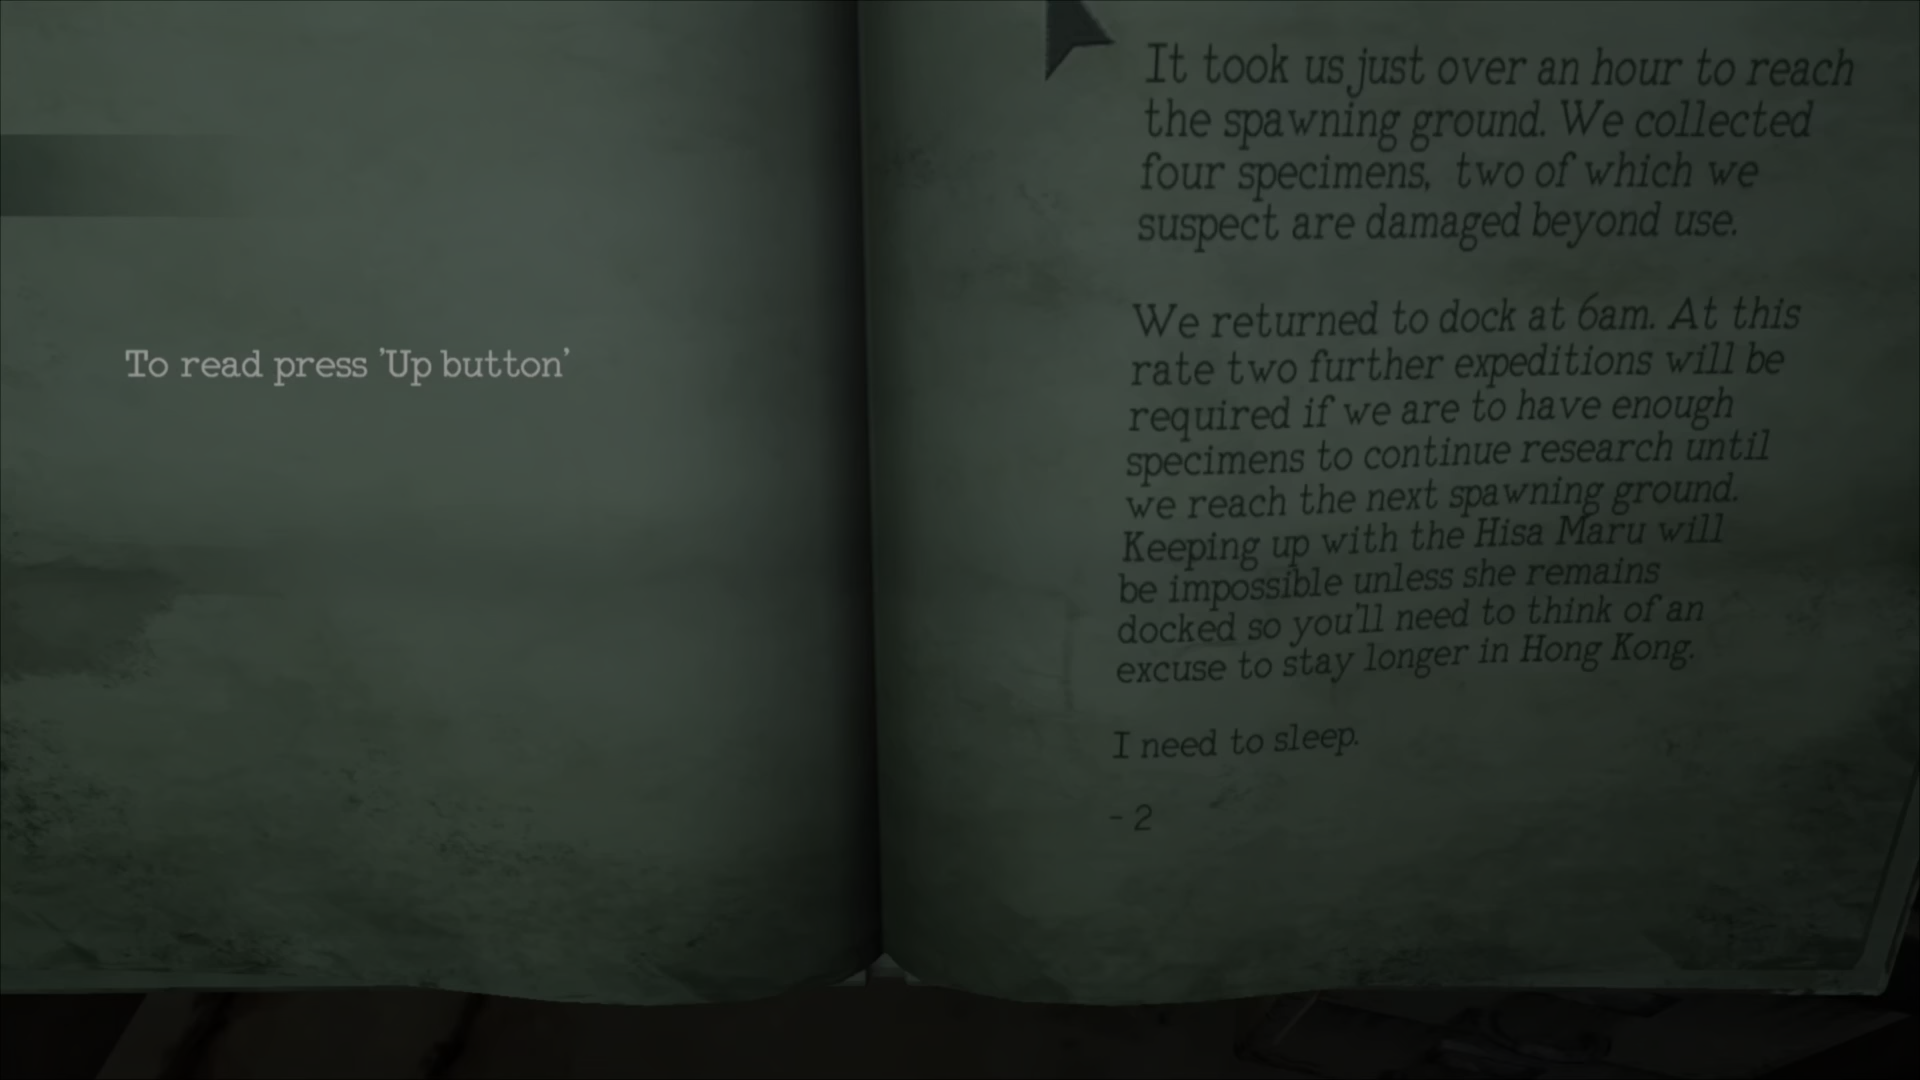 To read press 'Up button'
It took us just over an hour to reach
the spawning ground. We collected
four specimens, two of which we
suspect are damaged beyond use.
We returned to dock at 6am. At this
rate two further expeditions will be
required if we are to have enough
specimens to continue research until
we reach the next spawning ground.
Keeping up with the Hisa Maru will
be impossible unless she remains
docked so you'll need to think of an
excuse to stay longer in Hong Kong.
I need to sleep.
- 2